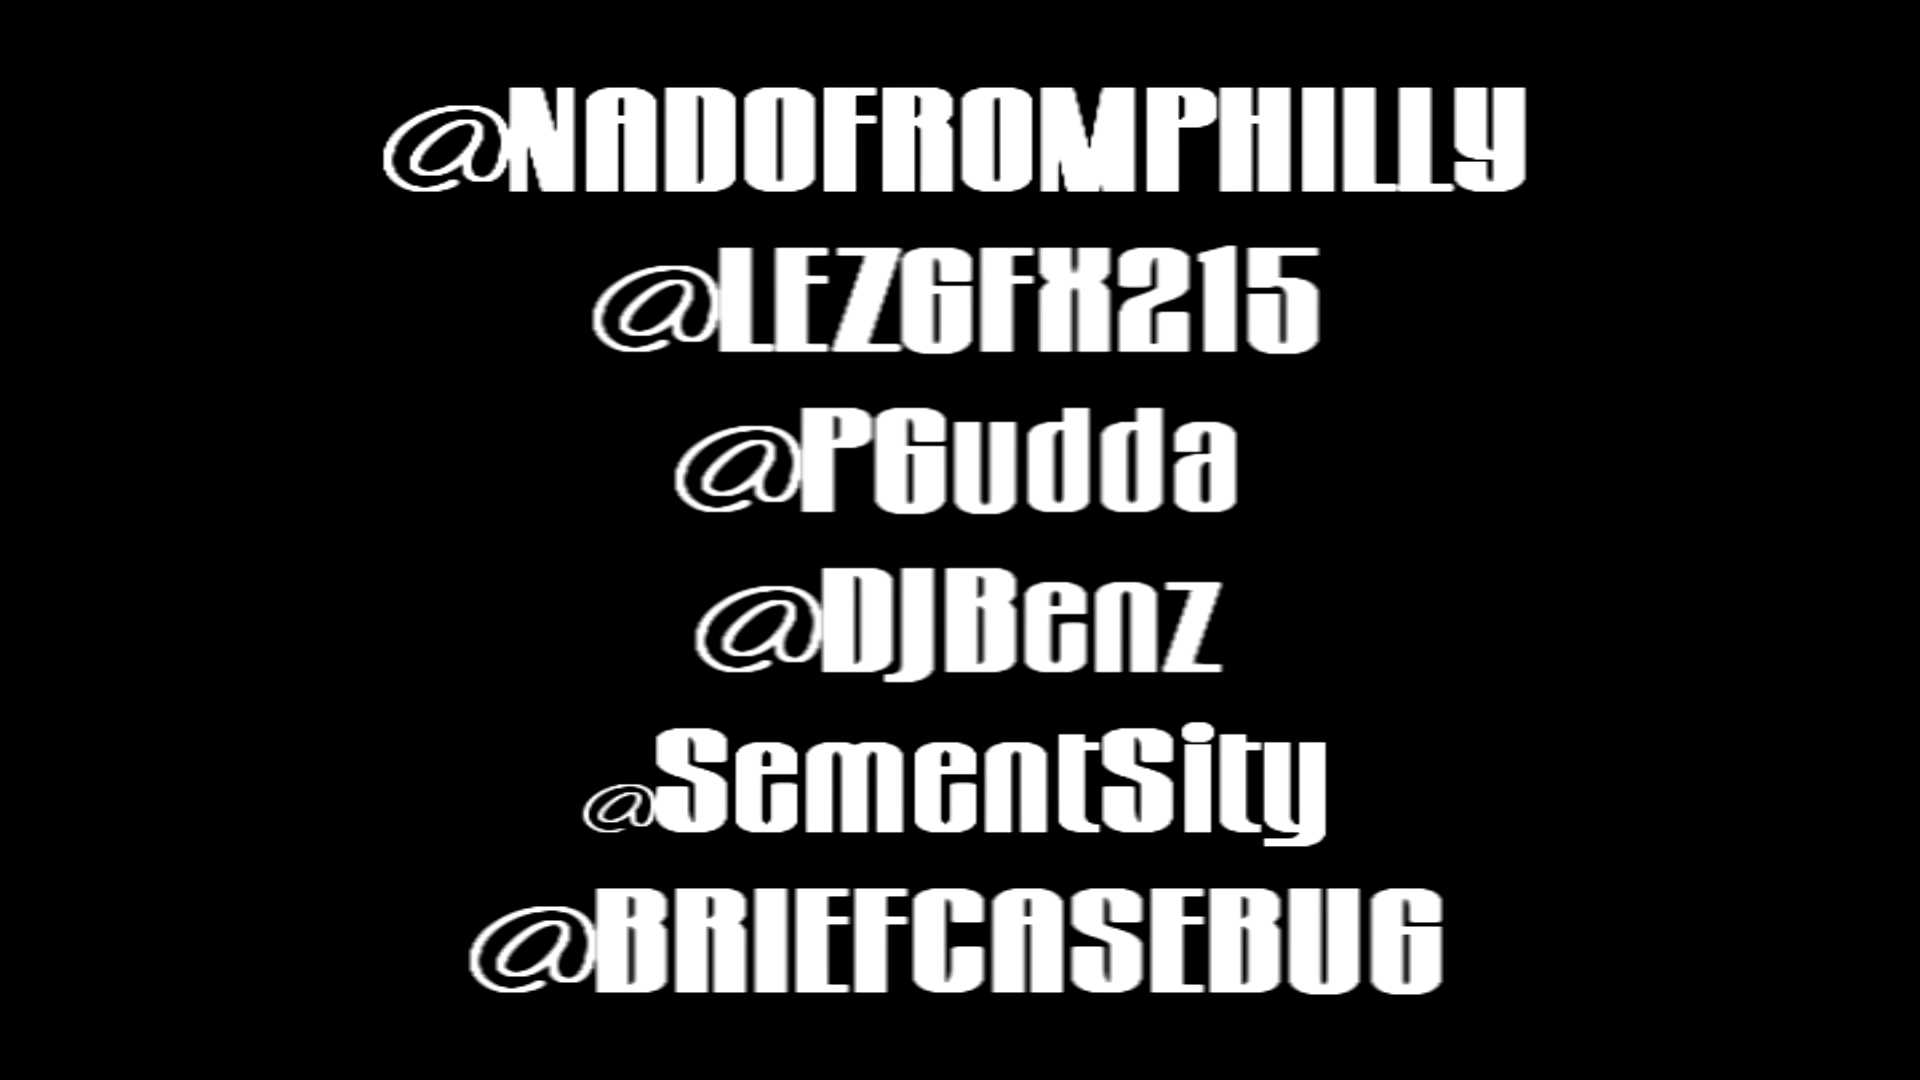 @NADOFROMPHILLY
@LEZGFX215
@PGudda
@DJBenz
@SementSity
@BRIEFCASEBUG